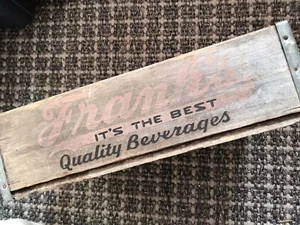 Frank's
IT'S THE BEST
Quality Beverages